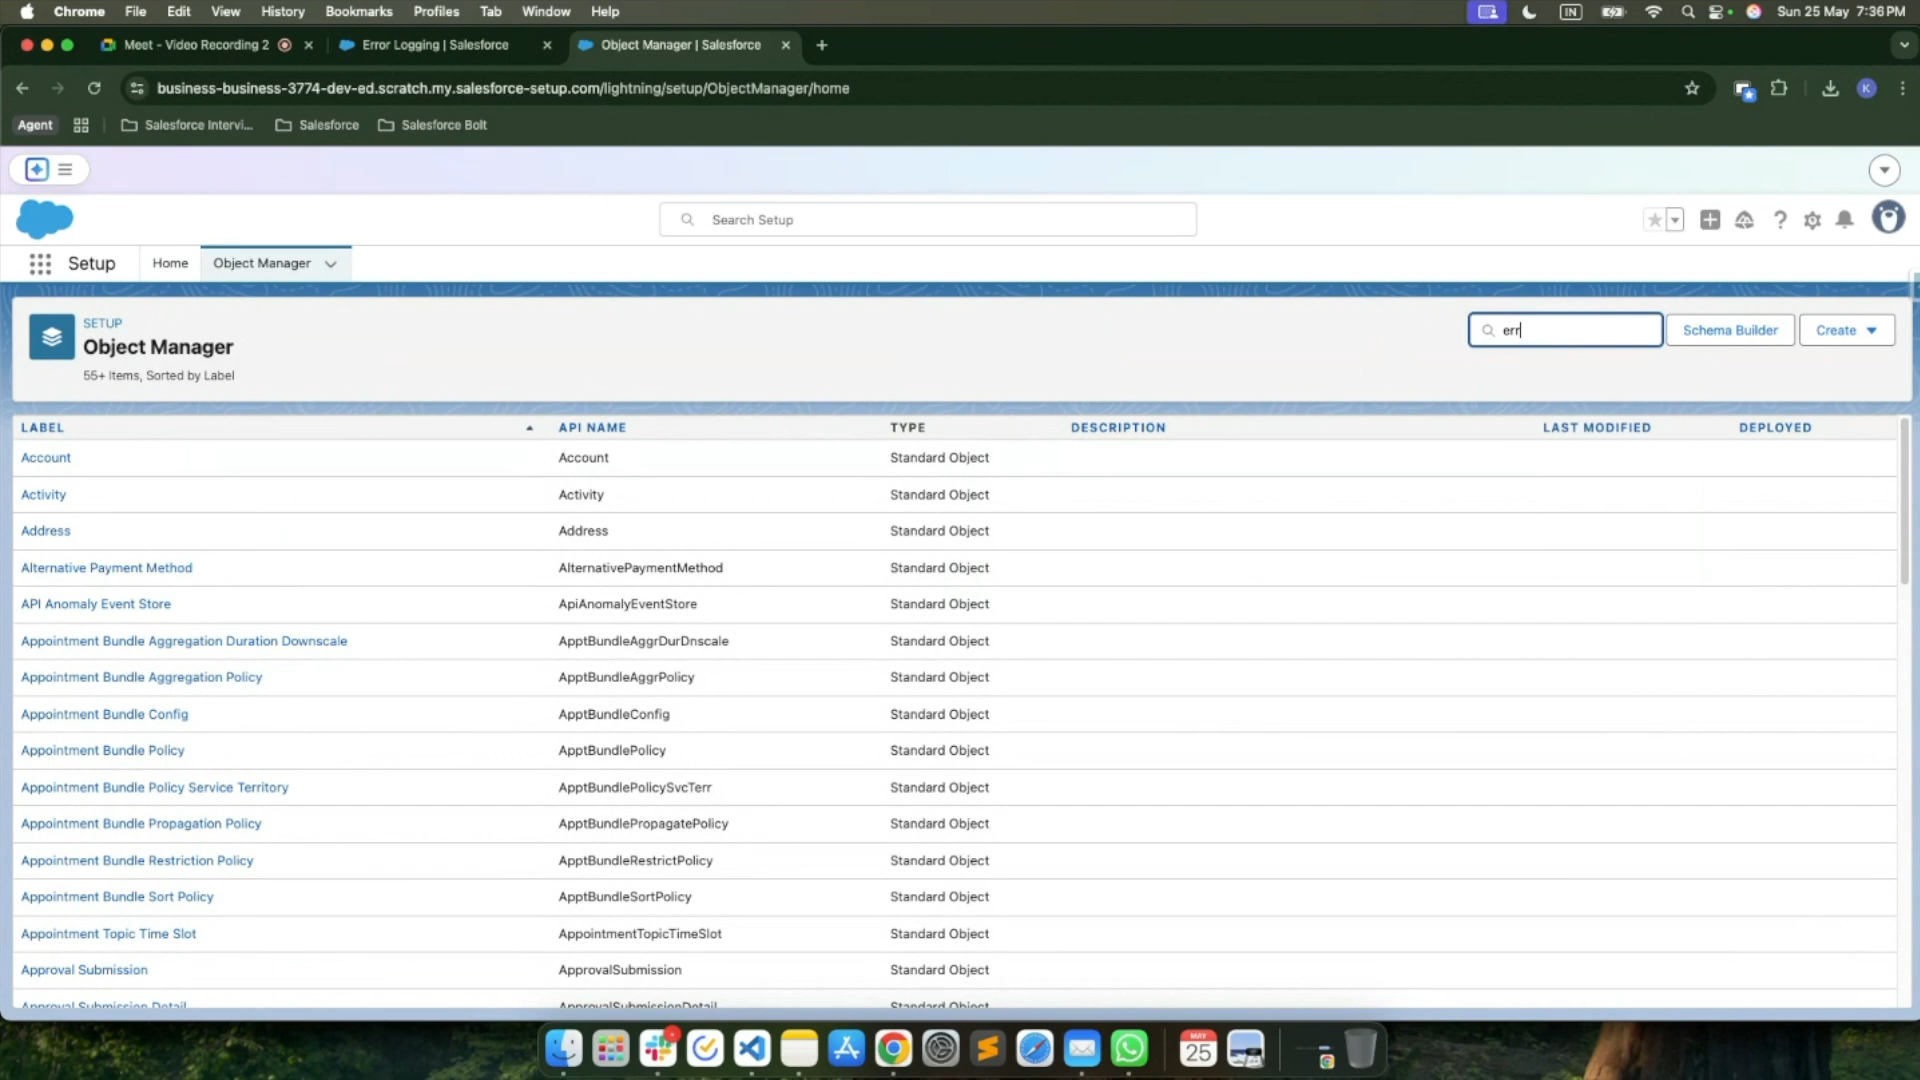 Chrome File Edit View History Bookmarks Profiles Tab Window Help IN Sun 25 May 7:36 PM
Meet - Video Recording 2 Error Logging | Salesforce Object Manager | Salesforce
business-business-3774-dev-ed.scratch.my.salesforce-setup.com/lightning/setup/ObjectManager/home K
Agent Salesforce Intervi... Salesforce Salesforce Bolt
Search Setup
Setup Home Object Manager
SETUP
Object Manager
55+ Items, Sorted by Label
err Schema Builder Create
LABEL API NAME TYPE DESCRIPTION LAST MODIFIED DEPLOYED
Account Account Standard Object
Activity Activity Standard Object
Address Address Standard Object
Alternative Payment Method AlternativePaymentMethod Standard Object
API Anomaly Event Store ApiAnomalyEventStore Standard Object
Appointment Bundle Aggregation Duration Downscale ApptBundleAggrDurDnscale Standard Object
Appointment Bundle Aggregation Policy ApptBundleAggrPolicy Standard Object
Appointment Bundle Config ApptBundleConfig Standard Object
Appointment Bundle Policy ApptBundlePolicy Standard Object
Appointment Bundle Policy Service Territory ApptBundlePolicySvcTerr Standard Object
Appointment Bundle Propagation Policy ApptBundlePropagatePolicy Standard Object
Appointment Bundle Restriction Policy ApptBundleRestrictPolicy Standard Object
Appointment Bundle Sort Policy ApptBundleSortPolicy Standard Object
Appointment Topic Time Slot AppointmentTopicTimeSlot Standard Object
Approval Submission ApprovalSubmission Standard Object
Approval Submission Detail ApprovalSubmissionDetail Standard Object
MAY
25